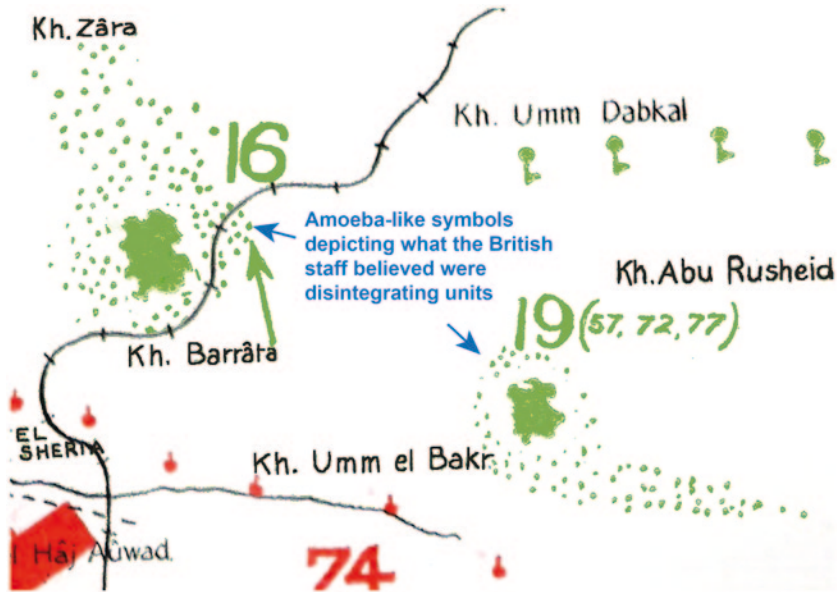 Kh. Zâra
16
Kh. Umm Dabkal
Amoeba-like symbols
depicting what the British
staff believed were
disintegrating units
Kh. Abu Rusheid
19 (57, 72, 77)
Kh. Barrâta
EL
SHERIA
Kh. Umm el Bakr.
Hâj Aûwad.
74